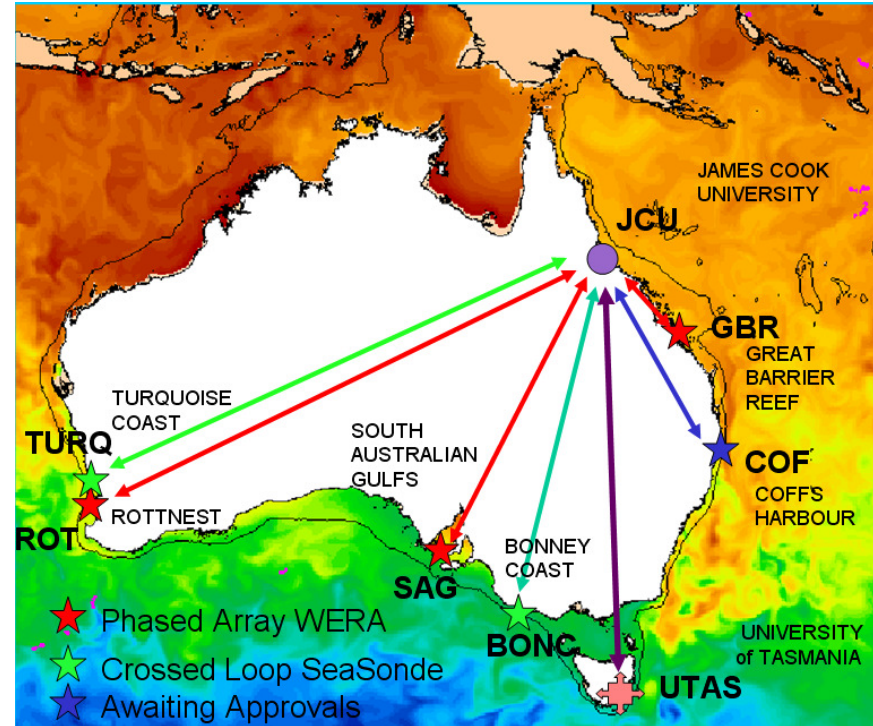 JAMES COOK
UNIVERSITY
JCU
GBR
GREAT
BARRIER
REEF
TURQUOISE
COAST
TURQ
SOUTH
AUSTRALIAN
GULFS
COF
COFFS
HARBOUR
ROT
ROTTNEST
SAG
BONNEY
COAST
BONC
UNIVERSITY
of TASMANIA
UTAS
Phased Array WERA
Crossed Loop SeaSonde
Awaiting Approvals